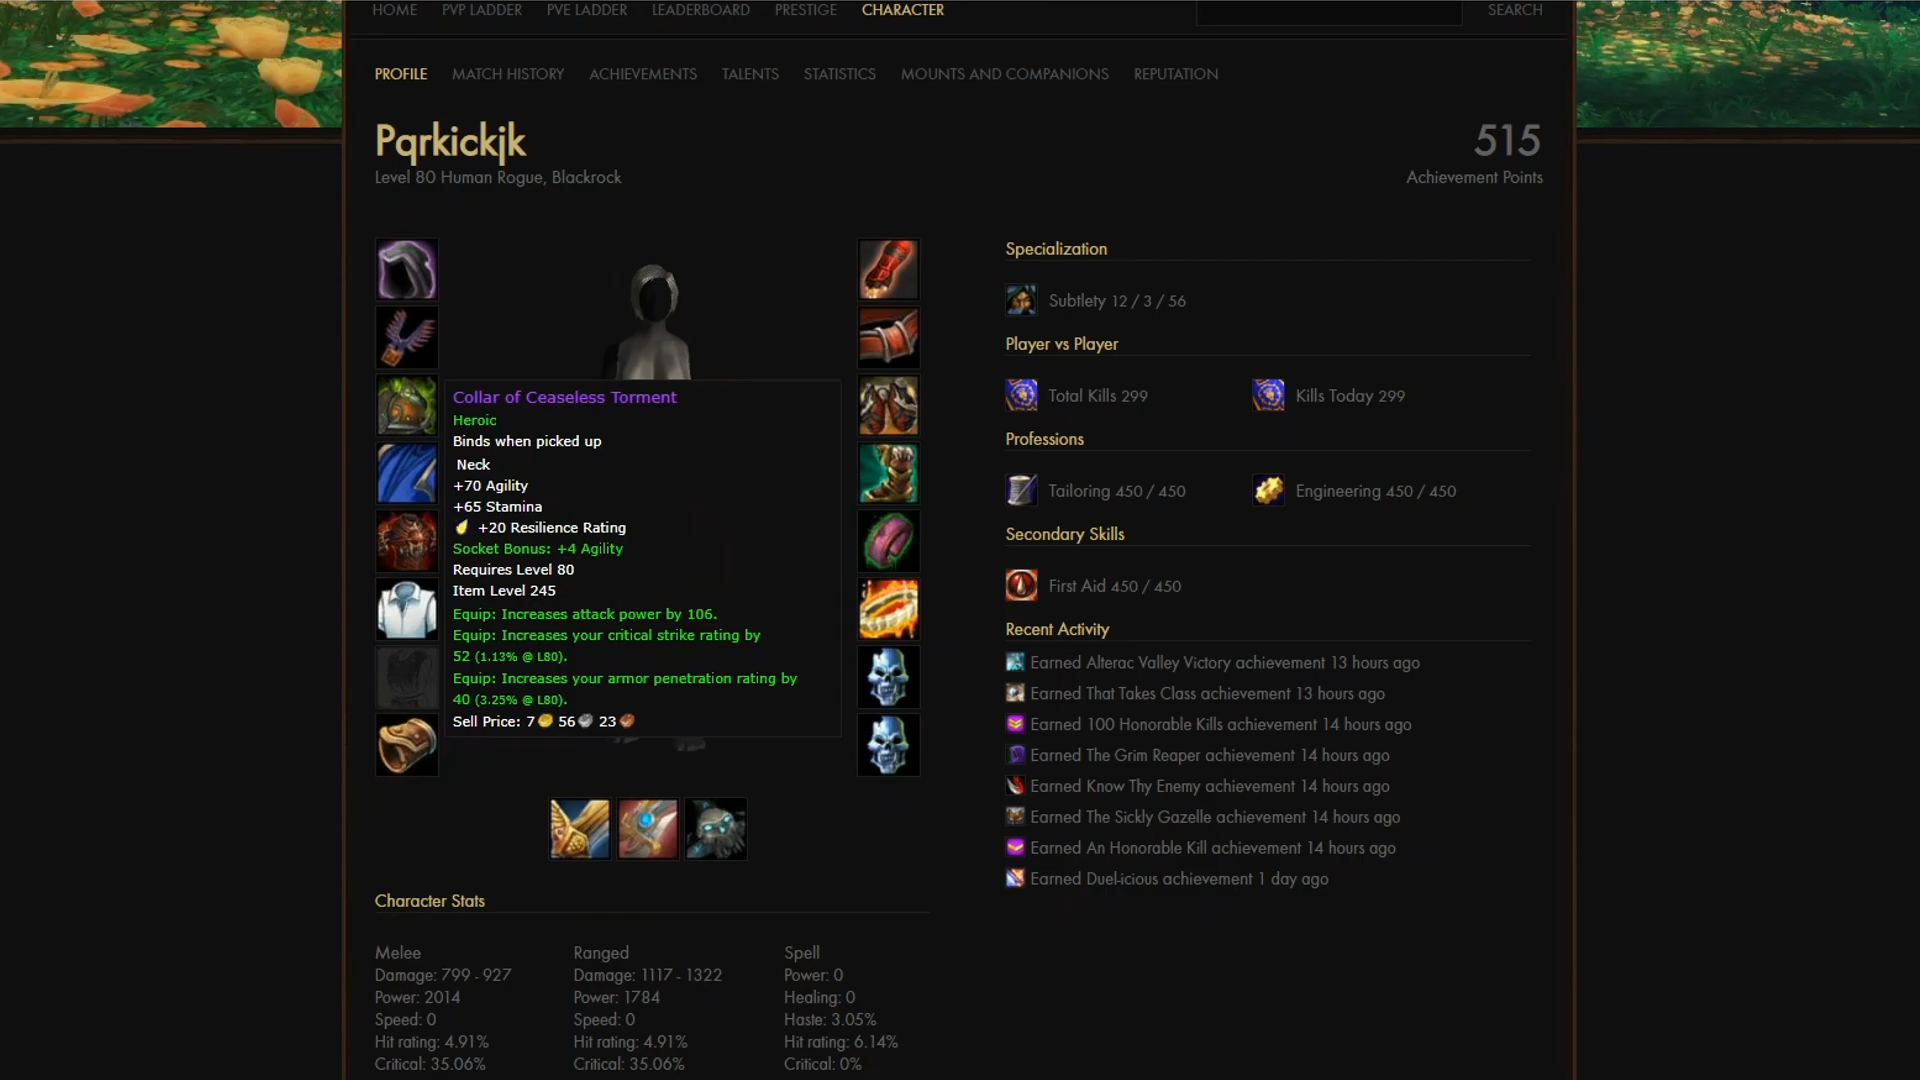 HOME PVP LADDER PVE LADDER LEADERBOARD PRESTIGE CHARACTER SEARCH
PROFILE MATCH HISTORY ACHIEVEMENTS TALENTS STATISTICS MOUNTS AND COMPANIONS REPUTATION
Pqrkickjk
515
Level 80 Human Rogue, Blackrock
Achievement Points
Collar of Ceaseless Torment
Heroic
Binds when picked up
Neck
+70 Agility
+65 Stamina
+20 Resilience Rating
Socket Bonus: +4 Agility
Requires Level 80
Item Level 245
Equip: Increases attack power by 106.
Equip: Increases your critical strike rating by
52 (1.13% @ L80).
Equip: Increases your armor penetration rating by
40 (3.25% @ L80).
Sell Price: 7 56 23
Specialization
Subtlety 12 / 3 / 56
Player vs Player
Total Kills 299
Kills Today 299
Professions
Tailoring 450 / 450
Engineering 450 / 450
Secondary Skills
First Aid 450 / 450
Recent Activity
Earned Alterac Valley Victory achievement 13 hours ago
Earned That Takes Class achievement 13 hours ago
Earned 100 Honorable Kills achievement 14 hours ago
Earned The Grim Reaper achievement 14 hours ago
Earned Know Thy Enemy achievement 14 hours ago
Earned The Sickly Gazelle achievement 14 hours ago
Earned An Honorable Kill achievement 14 hours ago
Earned Duel-icious achievement 1 day ago
Character Stats
Melee
Damage: 799 - 927
Power: 2014
Speed: 0
Hit rating: 4.91%
Critical: 35.06%
Ranged
Damage: 1117 - 1322
Power: 1784
Speed: 0
Hit rating: 4.91%
Critical: 35.06%
Spell
Power: 0
Healing: 0
Haste: 3.05%
Hit rating: 6.14%
Critical: 0%